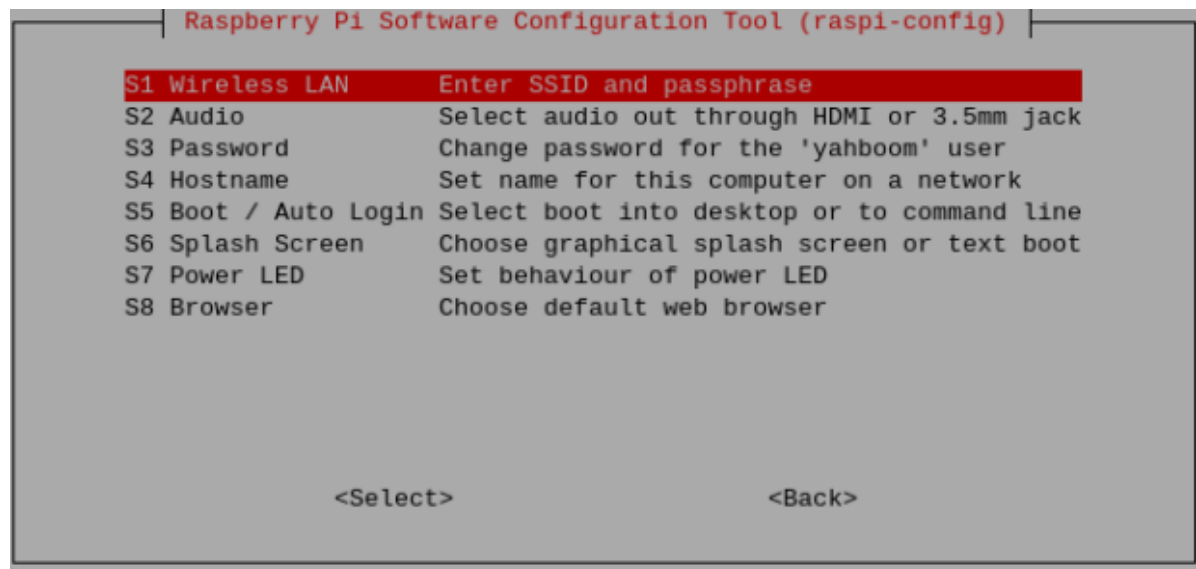 Raspberry Pi Software Configuration Tool (raspi-config)
S1 Wireless LAN Enter SSID and passphrase
S2 Audio Select audio out through HDMI or 3.5mm jack
S3 Password Change password for the 'yahboom' user
S4 Hostname Set name for this computer on a network
S5 Boot / Auto Login Select boot into desktop or to command line
S6 Splash Screen Choose graphical splash screen or text boot
S7 Power LED Set behaviour of power LED
S8 Browser Choose default web browser
<Select> <Back>